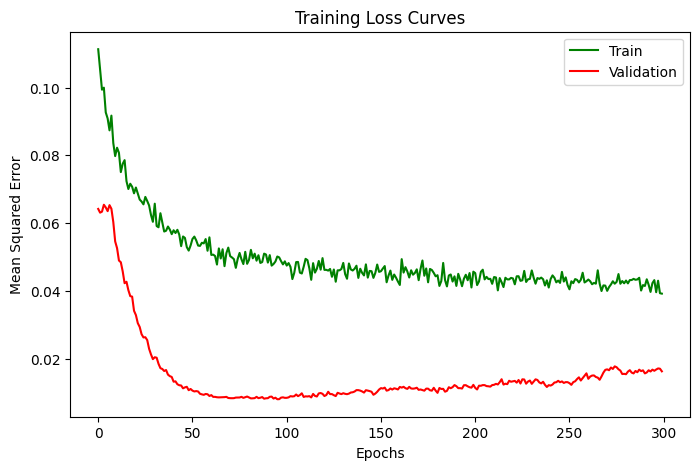 Training Loss Curves
Train
Validation
Mean Squared Error
0.10
0.08
0.06
0.04
0.02
0
50
100
150
200
250
300
Epochs